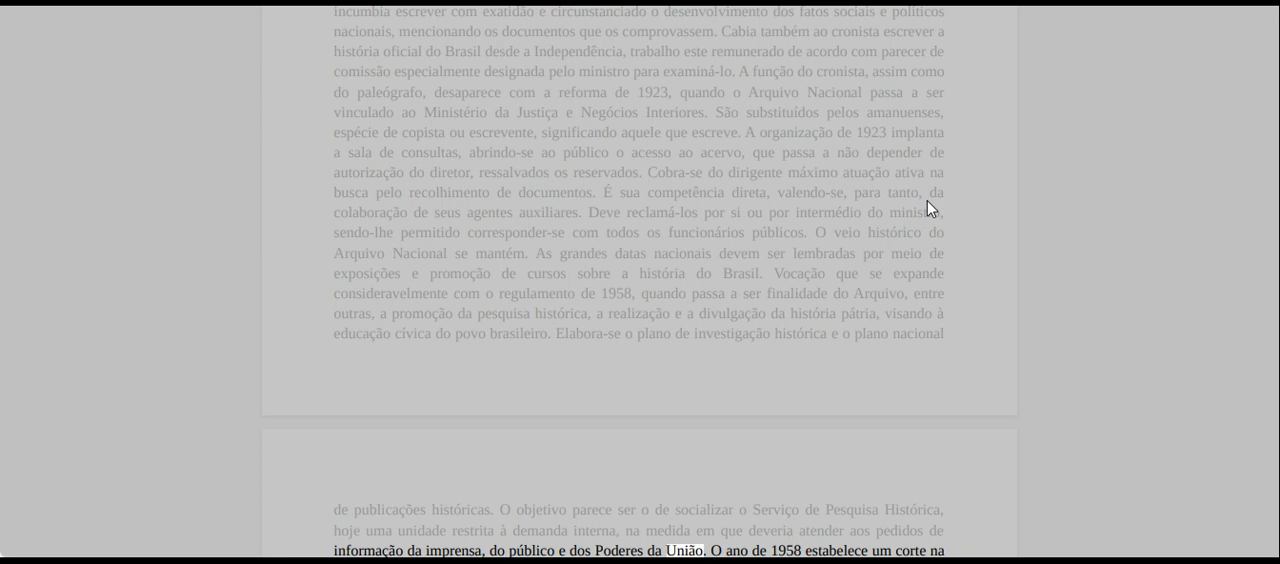 incumbia escrever com exatidão e circunstanciado o desenvolvimento dos fatos sociais e políticos
nacionais, mencionando os documentos que os comprovassem. Cabia também ao cronista escrever a
história oficial do Brasil desde a Independência, trabalho este remunerado de acordo com parecer de
comissão especialmente designada pelo ministro para examiná-lo. A função do cronista, assim como
do paleógrafo, desaparece com a reforma de 1923, quando o Arquivo Nacional passa a ser
vinculado ao Ministério da Justiça e Negócios Interiores. São substituídos pelos amanuenses,
espécie de copista ou escrevente, significando aquele que escreve. A organização de 1923 implanta
a sala de consultas, abrindo-se ao público o acesso ao acervo, que passa a não depender de
autorização do diretor, ressalvados os reservados. Cobra-se do dirigente máximo atuação ativa na
busca pelo recolhimento de documentos. É sua competência direta, valendo-se, para tanto, da
colaboração de seus agentes auxiliares. Deve reclamá-los por si ou por intermédio do ministro,
sendo-lhe permitido corresponder-se com todos os funcionários públicos. O veio histórico do
Arquivo Nacional se mantém. As grandes datas nacionais devem ser lembradas por meio de
exposições e promoção de cursos sobre a história do Brasil. Vocação que se expande
consideravelmente com o regulamento de 1958, quando passa a ser finalidade do Arquivo, entre
outras, a promoção da pesquisa histórica, a realização e a divulgação da história pátria, visando à
educação cívica do povo brasileiro. Elabora-se o plano de investigação histórica e o plano nacional
de publicações históricas. O objetivo parece ser o de socializar o Serviço de Pesquisa Histórica,
hoje uma unidade restrita à demanda interna, na medida em que deveria atender aos pedidos de
informação da imprensa, do público e dos Poderes da União. O ano de 1958 estabelece um corte na